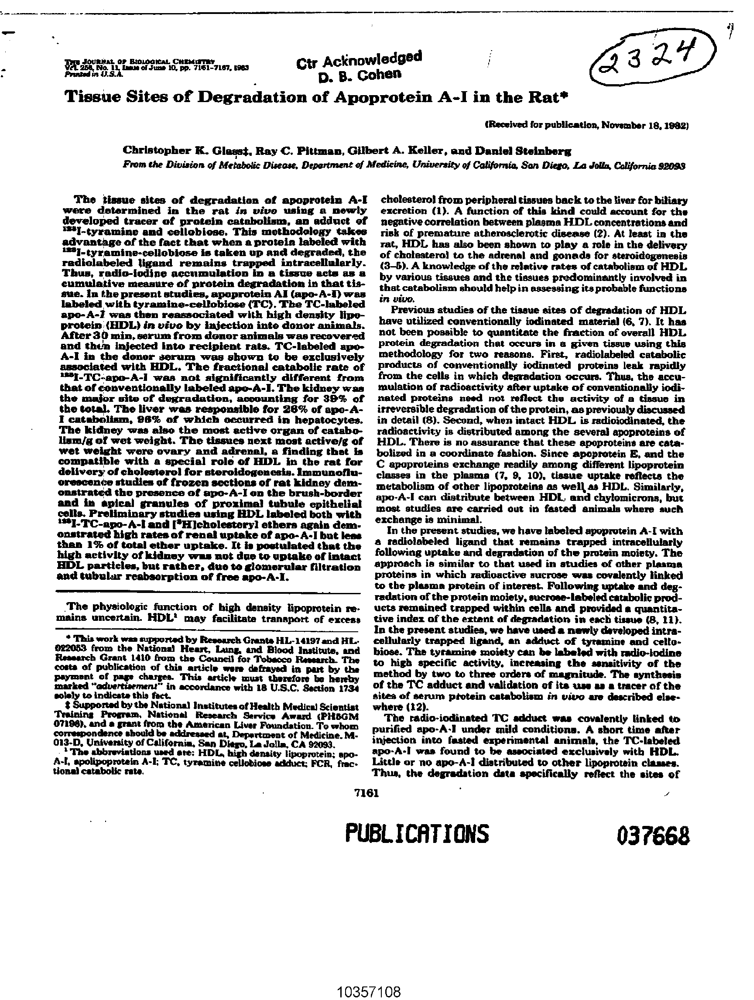 THE JOURNAL OF BIOLOGICAL CHEMISTRY
Vol. 258, No. 11, Issue of June 10, pp. 7161-7167, 1983
Printed in U.S.A.
Ctr Acknowledged
D. B. Cohen
2324
Tissue Sites of Degradation of Apoprotein A-I in the Rat*
(Received for publication, November 18, 1982)
Christopher K. Glass‡, Ray C. Pittman, Gilbert A. Keller, and Daniel Steinberg
From the Division of Metabolic Disease, Department of Medicine, University of California, San Diego, La Jolla, California 92093
The tissue sites of degradation of apoprotein A-I
were determined in the rat in vivo using a newly
developed tracer of protein catabolism, an adduct of
¹²⁵I-tyramine and cellobiose. This methodology takes
advantage of the fact that when a protein labeled with
¹²⁵I-tyramine-cellobiose is taken up and degraded, the
radiolabeled ligand remains trapped intracellularly.
Thus, radio-iodine accumulation in a tissue acts as a
cumulative measure of protein degradation in that tis-
sue. In the present studies, apoprotein AI (apo-A-I) was
labeled with tyramine-cellobiose (TC). The TC-labeled
apo-A-I was then reassociated with high density lipo-
protein (HDL) in vivo by injection into donor animals.
After 30 min, serum from donor animals was recovered
and then injected into recipient rats. TC-labeled apo-
A-I in the donor serum was shown to be exclusively
associated with HDL. The fractional catabolic rate of
¹²⁵I-TC-apo-A-I was not significantly different from
that of conventionally labeled apo-A-I. The kidney was
the major site of degradation, accounting for 39% of
the total. The liver was responsible for 26% of apo-A-
I catabolism, 96% of which occurred in hepatocytes.
The kidney was also the most active organ of catabo-
lism/g of wet weight. The tissues next most active/g of
wet weight were ovary and adrenal, a finding that is
compatible with a special role of HDL in the rat for
delivery of cholesterol for steroidogenesis. Immunoflu-
orescence studies of frozen sections of rat kidney dem-
onstrated the presence of apo-A-I on the brush-border
and in apical granules of proximal tubule epithelial
cells. Preliminary studies using HDL labeled both with
¹²⁵I-TC-apo-A-I and [³H]cholesteryl ethers again dem-
onstrated high rates of renal uptake of apo-A-I but less
than 1% of total ether uptake. It is postulated that the
high activity of kidney was not due to uptake of intact
HDL particles, but rather, due to glomerular filtration
and tubular reabsorption of free apo-A-I.
The physiologic function of high density lipoprotein re-
mains uncertain. HDL¹ may facilitate transport of excess
* This work was supported by Research Grants HL-14197 and HL-
022053 from the National Heart, Lung, and Blood Institute, and
Research Grant 1410 from the Council for Tobacco Research. The
costs of publication of this article were defrayed in part by the
payment of page charges. This article must therefore be hereby
marked "advertisement" in accordance with 18 U.S.C. Section 1734
solely to indicate this fact.
‡ Supported by the National Institutes of Health Medical Scientist
Training Program, National Research Service Award (PHSGM
07198), and a grant from the American Liver Foundation. To whom
correspondence should be addressed at, Department of Medicine, M-
013-D, University of California, San Diego, La Jolla, CA 92093.
¹ The abbreviations used are: HDL, high density lipoprotein; apo-
A-I, apolipoprotein A-I; TC, tyramine cellobiose adduct; FCR, frac-
tional catabolic rate.
cholesterol from peripheral tissues back to the liver for biliary
excretion (1). A function of this kind could account for the
negative correlation between plasma HDL concentrations and
risk of premature atherosclerotic disease (2). At least in the
rat, HDL has also been shown to play a role in the delivery
of cholesterol to the adrenal and gonads for steroidogenesis
(3–5). A knowledge of the relative rates of catabolism of HDL
by various tissues and the tissues predominantly involved in
that catabolism should help in assessing its probable functions
in vivo.
Previous studies of the tissue sites of degradation of HDL
have utilized conventionally iodinated material (6, 7). It has
not been possible to quantitate the fraction of overall HDL
protein degradation that occurs in a given tissue using this
methodology for two reasons. First, radiolabeled catabolic
products of conventionally iodinated proteins leak rapidly
from the cells in which degradation occurs. Thus, the accu-
mulation of radioactivity after uptake of conventionally iodi-
nated proteins need not reflect the activity of a tissue in
irreversible degradation of the protein, as previously discussed
in detail (8). Second, when intact HDL is radioiodinated, the
radioactivity is distributed among the several apoproteins of
HDL. There is no assurance that these apoproteins are cata-
bolized in a coordinate fashion. Since apoprotein E, and the
C apoproteins exchange readily among different lipoprotein
classes in the plasma (7, 9, 10), tissue uptake reflects the
metabolism of other lipoproteins as well as HDL. Similarly,
apo-A-I can distribute between HDL and chylomicrons, but
most studies are carried out in fasted animals where such
exchange is minimal.
In the present studies, we have labeled apoprotein A-I with
a radiolabeled ligand that remains trapped intracellularly
following uptake and degradation of the protein moiety. The
approach is similar to that used in studies of other plasma
proteins in which radioactive sucrose was covalently linked
to the plasma protein of interest. Following uptake and deg-
radation of the protein moiety, sucrose-labeled catabolic prod-
ucts remained trapped within cells and provided a quantita-
tive index of the extent of degradation in each tissue (8, 11).
In the present studies, we have used a newly developed intra-
cellularly trapped ligand, an adduct of tyramine and cello-
biose. The tyramine moiety can be labeled with radio-iodine
to high specific activity, increasing the sensitivity of the
method by two to three orders of magnitude. The synthesis
of the TC adduct and validation of its use as a tracer of the
sites of serum protein catabolism in vivo are described else-
where (12).
The radio-iodinated TC adduct was covalently linked to
purified apo-A-I under mild conditions. A short time after
injection into fasted experimental animals, the TC-labeled
apo-A-I was found to be associated exclusively with HDL.
Little or no apo-A-I distributed to other lipoprotein classes.
Thus, the degradation data specifically reflect the sites of
7161
PUBLICATIONS
037668
10357108